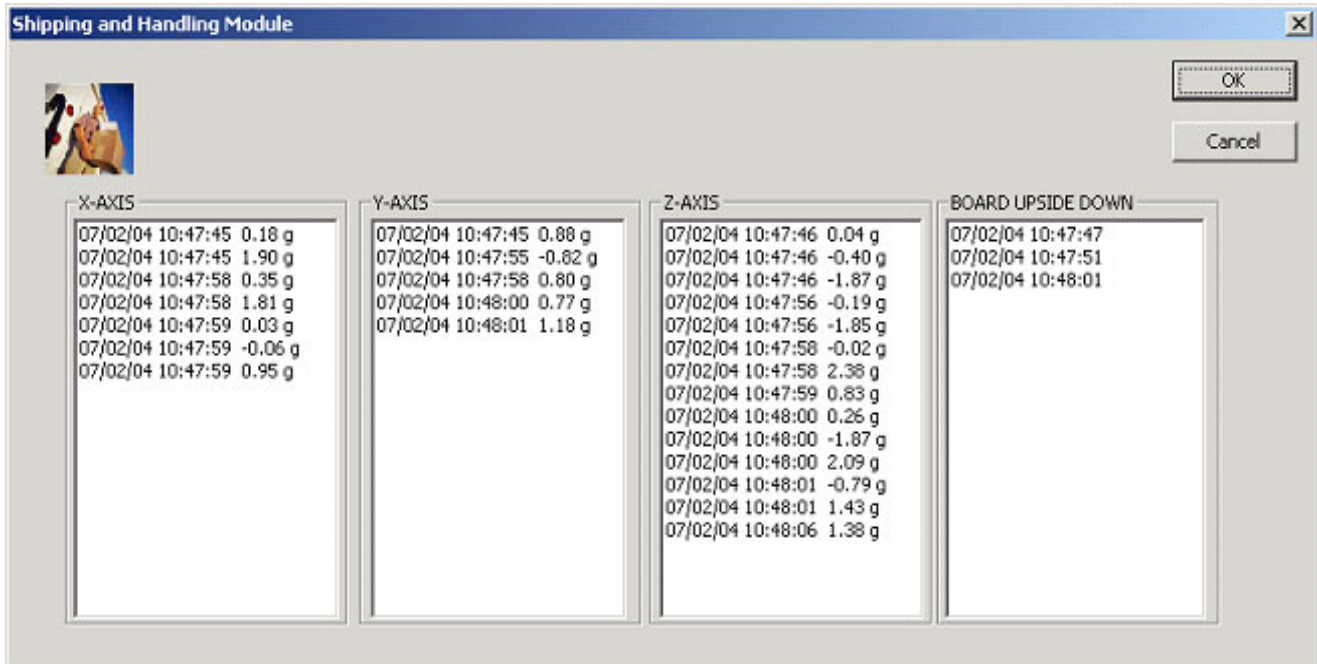 Shipping and Handling Module
OK
Cancel
X-AXIS
07/02/04 10:47:45 0.18 g
07/02/04 10:47:45 1.90 g
07/02/04 10:47:58 0.35 g
07/02/04 10:47:58 1.81 g
07/02/04 10:47:59 0.03 g
07/02/04 10:47:59 -0.06 g
07/02/04 10:47:59 0.95 g
Y-AXIS
07/02/04 10:47:45 0.88 g
07/02/04 10:47:55 -0.82 g
07/02/04 10:47:58 0.80 g
07/02/04 10:48:00 0.77 g
07/02/04 10:48:01 1.18 g
Z-AXIS
07/02/04 10:47:46 0.04 g
07/02/04 10:47:46 -0.40 g
07/02/04 10:47:46 -1.87 g
07/02/04 10:47:56 -0.19 g
07/02/04 10:47:56 -1.85 g
07/02/04 10:47:58 -0.02 g
07/02/04 10:47:58 2.38 g
07/02/04 10:47:59 0.83 g
07/02/04 10:48:00 0.26 g
07/02/04 10:48:00 -1.87 g
07/02/04 10:48:00 2.09 g
07/02/04 10:48:01 -0.79 g
07/02/04 10:48:01 1.43 g
07/02/04 10:48:06 1.38 g
BOARD UPSIDE DOWN
07/02/04 10:47:47
07/02/04 10:47:51
07/02/04 10:48:01